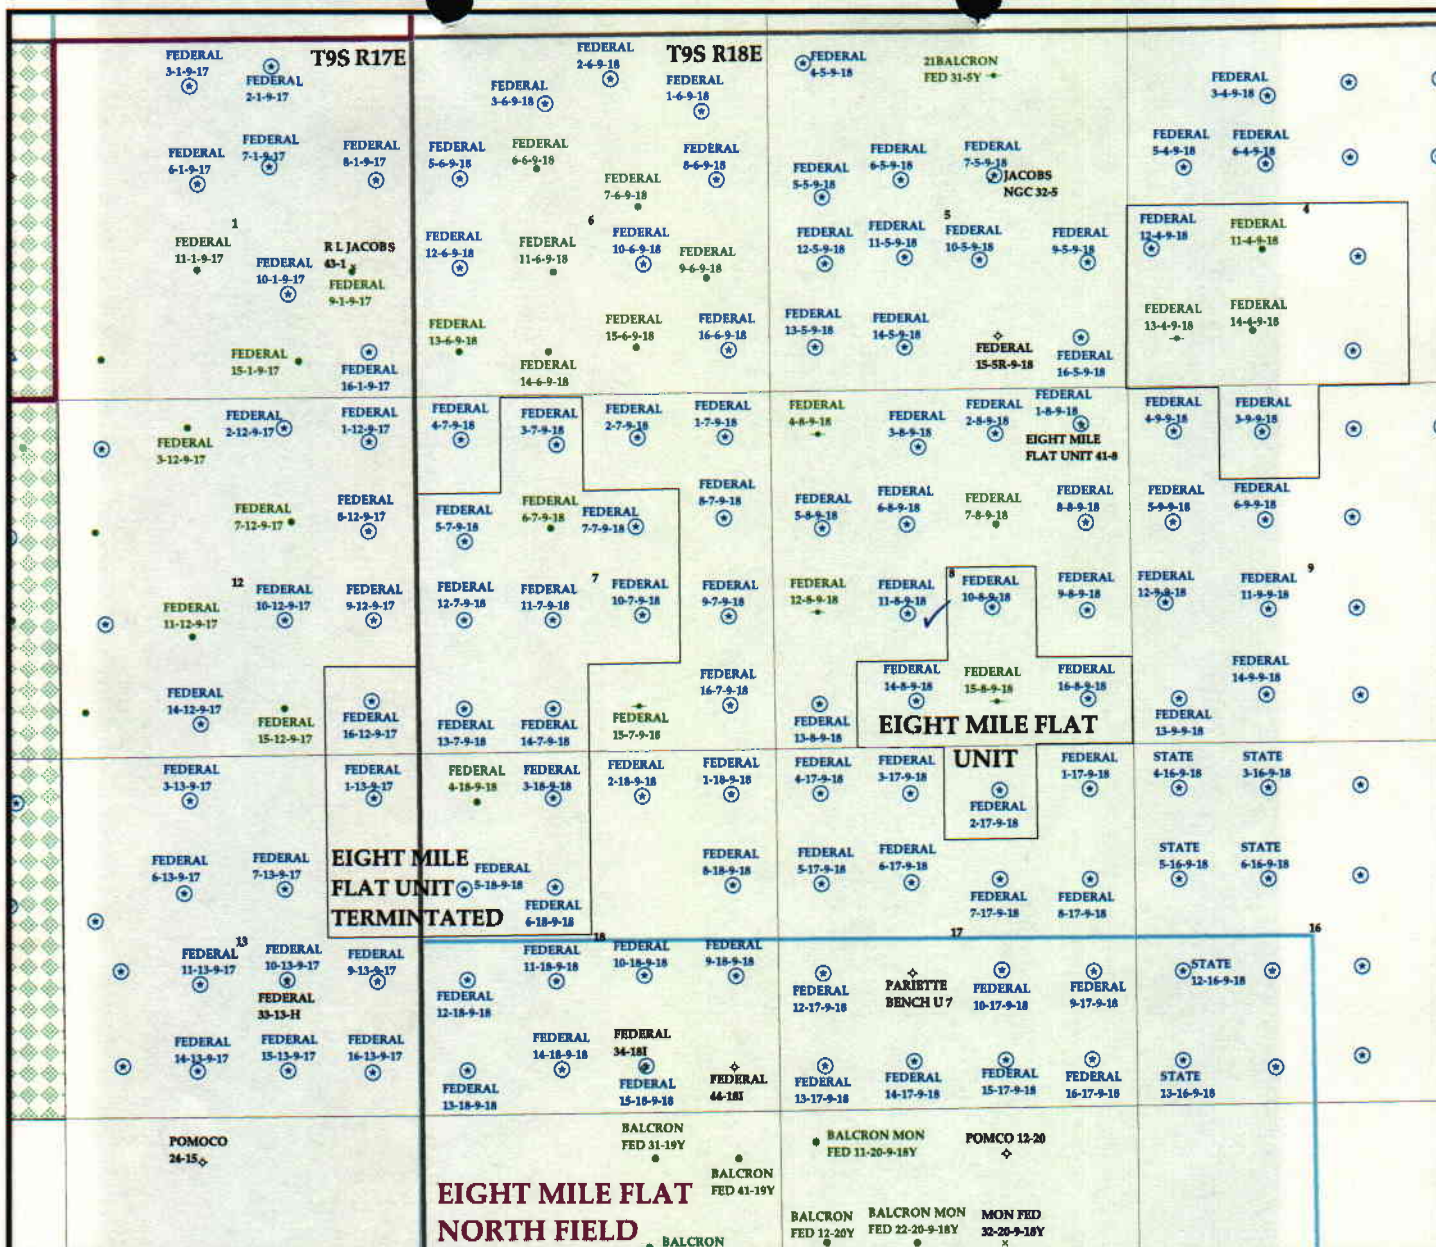 T9S R17E
T9S R18E
FEDERAL
3-1-9-17
FEDERAL
2-1-9-17
FEDERAL
2-6-9-18
FEDERAL
3-6-9-18
FEDERAL
1-6-9-18
FEDERAL
4-5-9-18
21BALCRON
FED 31-5Y
FEDERAL
3-4-9-18
FEDERAL
6-1-9-17
FEDERAL
7-1-9-17
FEDERAL
8-1-9-17
FEDERAL
5-6-9-18
FEDERAL
6-6-9-18
FEDERAL
7-6-9-18
FEDERAL
8-6-9-18
FEDERAL
5-5-9-18
FEDERAL
6-5-9-18
FEDERAL
7-5-9-18
JACOBS
NGC 32-5
FEDERAL
5-4-9-18
FEDERAL
6-4-9-18
1
6
5
4
FEDERAL
11-1-9-17
FEDERAL
10-1-9-17
R L JACOBS
43-1
FEDERAL
9-1-9-17
FEDERAL
12-6-9-18
FEDERAL
11-6-9-18
FEDERAL
10-6-9-18
FEDERAL
9-6-9-18
FEDERAL
12-5-9-18
FEDERAL
11-5-9-18
FEDERAL
10-5-9-18
FEDERAL
9-5-9-18
FEDERAL
12-4-9-18
FEDERAL
11-4-9-18
FEDERAL
15-1-9-17
FEDERAL
16-1-9-17
FEDERAL
13-6-9-18
FEDERAL
14-6-9-18
FEDERAL
15-6-9-18
FEDERAL
16-6-9-18
FEDERAL
13-5-9-18
FEDERAL
14-5-9-18
FEDERAL
15-5R-9-18
FEDERAL
16-5-9-18
FEDERAL
13-4-9-18
FEDERAL
14-4-9-18
FEDERAL
3-12-9-17
FEDERAL
2-12-9-17
FEDERAL
1-12-9-17
FEDERAL
4-7-9-18
FEDERAL
3-7-9-18
FEDERAL
2-7-9-18
FEDERAL
1-7-9-18
FEDERAL
4-8-9-18
FEDERAL
3-8-9-18
FEDERAL
2-8-9-18
FEDERAL
1-8-9-18
EIGHT MILE
FLAT UNIT 41-8
FEDERAL
4-9-9-18
FEDERAL
3-9-9-18
FEDERAL
7-12-9-17
FEDERAL
8-12-9-17
FEDERAL
5-7-9-18
FEDERAL
6-7-9-18
FEDERAL
7-7-9-18
FEDERAL
8-7-9-18
FEDERAL
5-8-9-18
FEDERAL
6-8-9-18
FEDERAL
7-8-9-18
FEDERAL
8-8-9-18
FEDERAL
5-9-9-18
FEDERAL
6-9-9-18
12
7
8
9
FEDERAL
11-12-9-17
FEDERAL
10-12-9-17
FEDERAL
9-12-9-17
FEDERAL
12-7-9-18
FEDERAL
11-7-9-18
FEDERAL
10-7-9-18
FEDERAL
9-7-9-18
FEDERAL
12-8-9-18
FEDERAL
11-8-9-18
FEDERAL
10-8-9-18
FEDERAL
9-8-9-18
FEDERAL
12-9-9-18
FEDERAL
11-9-9-18
FEDERAL
14-12-9-17
FEDERAL
15-12-9-17
FEDERAL
16-12-9-17
FEDERAL
13-7-9-18
FEDERAL
14-7-9-18
FEDERAL
15-7-9-18
FEDERAL
16-7-9-18
FEDERAL
13-8-9-18
FEDERAL
14-8-9-18
FEDERAL
15-8-9-18
FEDERAL
16-8-9-18
FEDERAL
13-9-9-18
FEDERAL
14-9-9-18
EIGHT MILE FLAT
UNIT
FEDERAL
3-13-9-17
FEDERAL
1-13-9-17
FEDERAL
4-18-9-18
FEDERAL
3-18-9-18
FEDERAL
2-18-9-18
FEDERAL
1-18-9-18
FEDERAL
4-17-9-18
FEDERAL
3-17-9-18
FEDERAL
2-17-9-18
FEDERAL
1-17-9-18
STATE
4-16-9-18
STATE
3-16-9-18
FEDERAL
6-13-9-17
FEDERAL
7-13-9-17
EIGHT MILE
FLAT UNIT
TERMINTATED
FEDERAL
5-18-9-18
FEDERAL
6-18-9-18
FEDERAL
8-18-9-18
FEDERAL
5-17-9-18
FEDERAL
6-17-9-18
FEDERAL
7-17-9-18
FEDERAL
8-17-9-18
STATE
5-16-9-18
STATE
6-16-9-18
13
18
17
16
FEDERAL
11-13-9-17
FEDERAL
10-13-9-17
FEDERAL
33-13-H
FEDERAL
9-13-9-17
FEDERAL
12-18-9-18
FEDERAL
11-18-9-18
FEDERAL
10-18-9-18
FEDERAL
9-18-9-18
FEDERAL
12-17-9-18
PARIETTE
BENCH U 7
FEDERAL
10-17-9-18
FEDERAL
9-17-9-18
STATE
12-16-9-18
FEDERAL
14-13-9-17
FEDERAL
15-13-9-17
FEDERAL
16-13-9-17
FEDERAL
13-18-9-18
FEDERAL
14-18-9-18
FEDERAL
34-18I
FEDERAL
15-18-9-18
FEDERAL
44-18I
FEDERAL
13-17-9-18
FEDERAL
14-17-9-18
FEDERAL
15-17-9-18
FEDERAL
16-17-9-18
STATE
13-16-9-18
POMOCO
24-15
BALCRON
FED 31-19Y
BALCRON
FED 41-19Y
BALCRON MON
FED 11-20-9-18Y
POMCO 12-20
EIGHT MILE FLAT
NORTH FIELD
BALCRON
FED 12-20Y
BALCRON MON
FED 22-20-9-18Y
MON FED
32-20-9-18Y
BALCRON